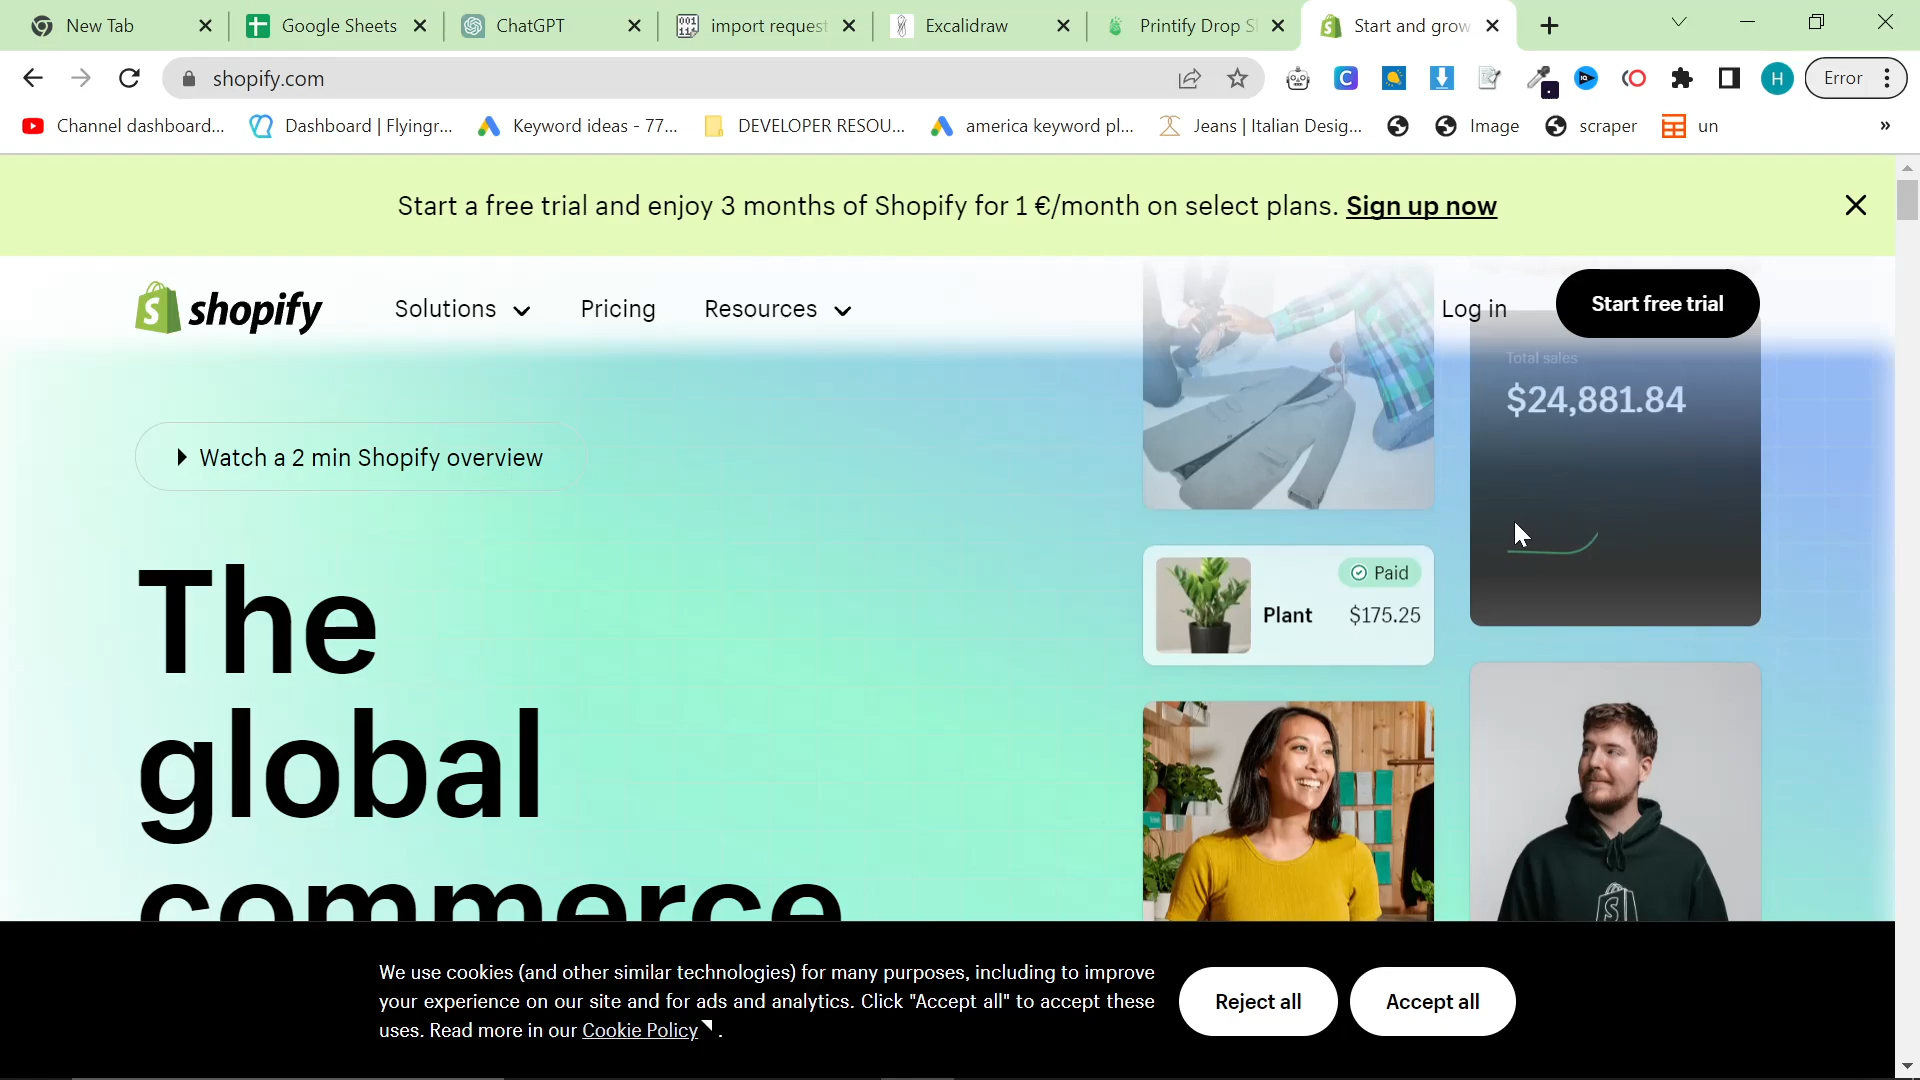 New Tab
Google Sheets
ChatGPT
import request
Excalidraw
Printify Drop S
Start and grow
shopify.com
H
Error
Channel dashboard...
Dashboard | Flyingr...
Keyword ideas - 77...
DEVELOPER RESOU...
america keyword pl...
Jeans | Italian Desig...
Image
scraper
un
»
Start a free trial and enjoy 3 months of Shopify for 1 €/month on select plans. Sign up now
shopify
Solutions
Pricing
Resources
Log in
Start free trial
Total sales
$24,881.84
Watch a 2 min Shopify overview
Paid
Plant
$175.25
The
global
commerce
We use cookies (and other similar technologies) for many purposes, including to improve
your experience on our site and for ads and analytics. Click "Accept all" to accept these
uses. Read more in our Cookie Policy.
Reject all
Accept all